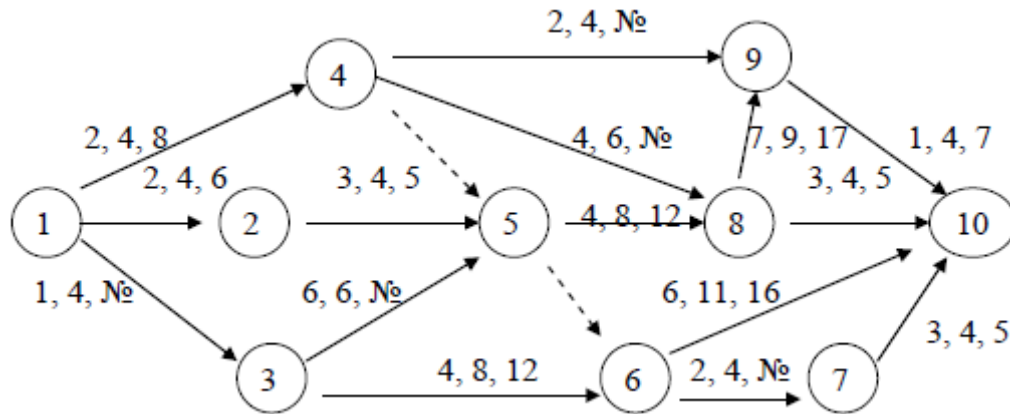 2, 4, №
4
9
2, 4, 8
4, 6, №
7, 9, 17
1, 4, 7
2, 4, 6
3, 4, 5
3, 4, 5
1
2
5
4, 8, 12
8
10
1, 4, №
6, 6, №
6, 11, 16
3, 4, 5
3
4, 8, 12
6
2, 4, №
7